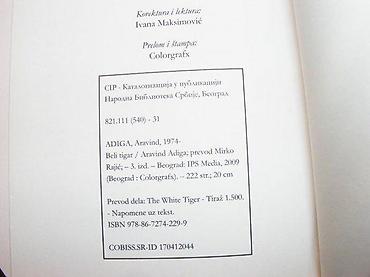 Korektura i lektura:
Ivana Maksimović
Prelom i štampa:
Colorgrafx
CIP - Каталогизација у публикацији
Народна Библиотека Србије, Београд
821.111 (540) - 31
ADIGA, Aravind, 1974-
Beli tigar / Aravind Adiga; prevod Mirko
Rajić; – 3. izd. – Beograd: IPS Media, 2009
(Beograd : Colorgrafx). – 222 str.; 20 cm
Prevod dela: The White Tiger - Tiraž 1.500.
- Napomene uz tekst.
ISBN 978-86-7274-229-9
COBISS.SR-ID 170412044